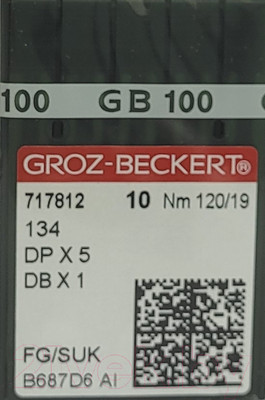 100 GB 100
GROZ-BECKERT®
717812 10 Nm 120/19
134
DP X 5
DB X 1
FG/SUK
B687D6 AI